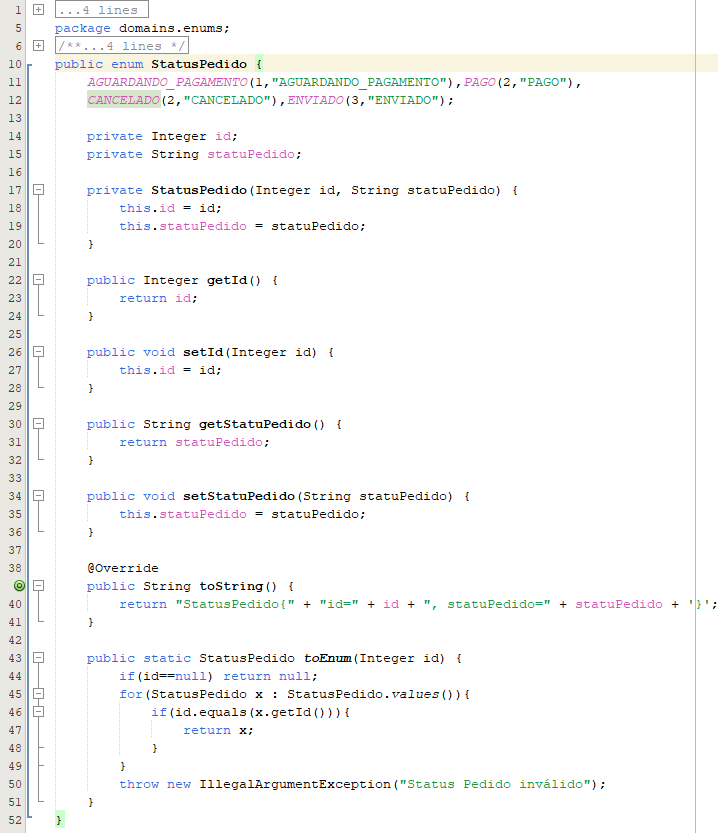 1 ...4 lines
5 package domains.enums;
6 /**...4 lines */
10 public enum StatusPedido {
11 AGUARDANDO_PAGAMENTO(1,"AGUARDANDO_PAGAMENTO"),PAGO(2,"PAGO"),
12 CANCELADO(2,"CANCELADO"),ENVIADO(3,"ENVIADO");
13
14 private Integer id;
15 private String statuPedido;
16
17 private StatusPedido(Integer id, String statuPedido) {
18 this.id = id;
19 this.statuPedido = statuPedido;
20 }
21
22 public Integer getId() {
23 return id;
24 }
25
26 public void setId(Integer id) {
27 this.id = id;
28 }
29
30 public String getStatuPedido() {
31 return statuPedido;
32 }
33
34 public void setStatuPedido(String statuPedido) {
35 this.statuPedido = statuPedido;
36 }
37
38 @Override
public String toString() {
40 return "StatusPedido{" + "id=" + id + ", statuPedido=" + statuPedido + '}';
41 }
42
43 public static StatusPedido toEnum(Integer id) {
44 if(id==null) return null;
45 for(StatusPedido x : StatusPedido.values()){
46 if(id.equals(x.getId())){
47 return x;
48 }
49 }
50 throw new IllegalArgumentException("Status Pedido inválido");
51 }
52 }